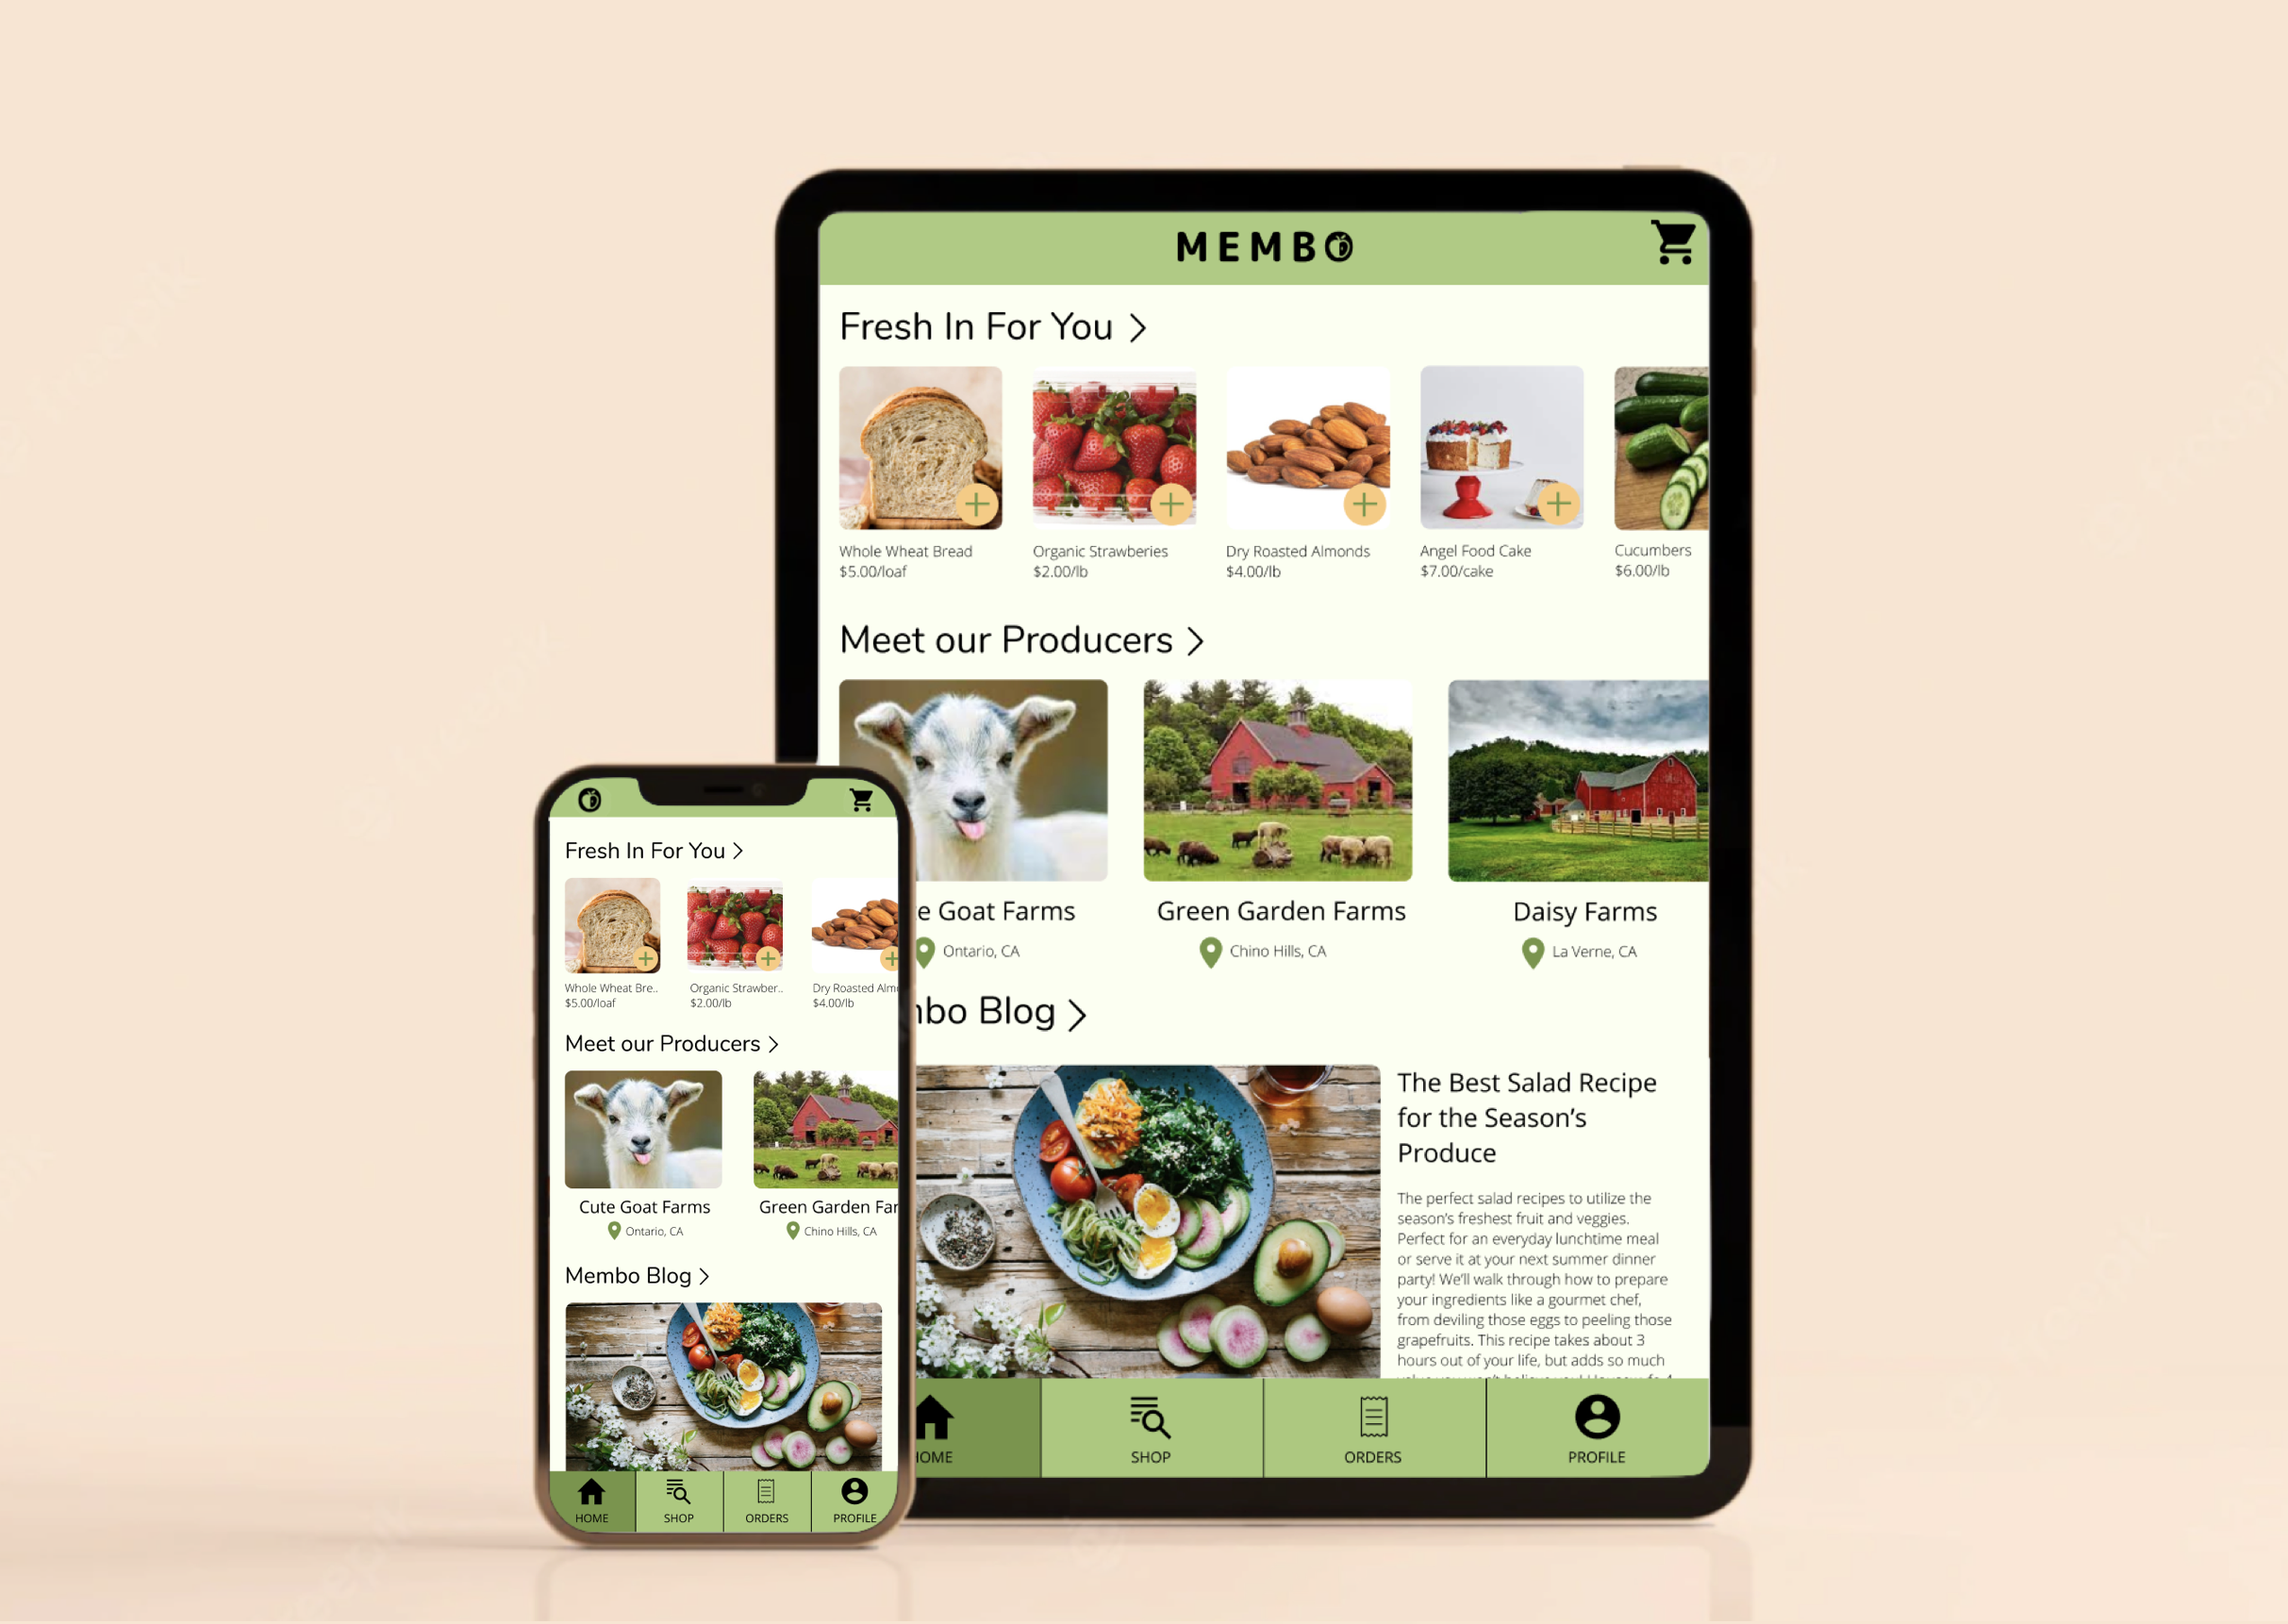 MEMBO
Fresh In For You
Whole Wheat Bread
$5.00/loaf
Organic Strawberies
$2.00/lb
Dry Roasted Almonds
$4.00/lb
Angel Food Cake
$7.00/cake
Cucumbers
$6.00/lb
Meet our Producers
e Goat Farms
Ontario, CA
Green Garden Farms
Chino Hills, CA
Daisy Farms
La Verne, CA
bo Blog
The Best Salad Recipe
for the Season's
Produce
The perfect salad recipes to utilize the
season's freshest fruit and veggies.
Perfect for an everyday lunchtime meal
or serve it at your next summer dinner
party! We'll walk through how to prepare
your ingredients like a gourmet chef,
from deviling those eggs to peeling those
grapefruits. This recipe takes about 3
hours out of your life, but adds so much
HOME
SHOP
ORDERS
PROFILE
Fresh In For You
Whole Wheat Bre..
$5.00/loaf
Organic Strawber..
$2.00/lb
Dry Roasted Alm
$4.00/lb
Meet our Producers
Cute Goat Farms
Ontario, CA
Green Garden Far
Chino Hills, CA
Membo Blog
HOME
SHOP
ORDERS
PROFILE
freepik